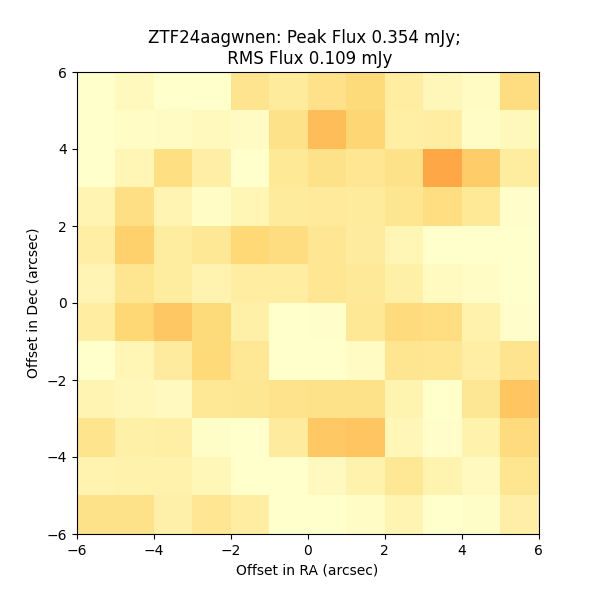 ZTF24aagwnen: Peak Flux 0.354 mJy;
RMS Flux 0.109 mJy
6
4
2
0
−2
−4
−6
Offset in Dec (arcsec)
−6 −4 −2 0 2 4 6
Offset in RA (arcsec)